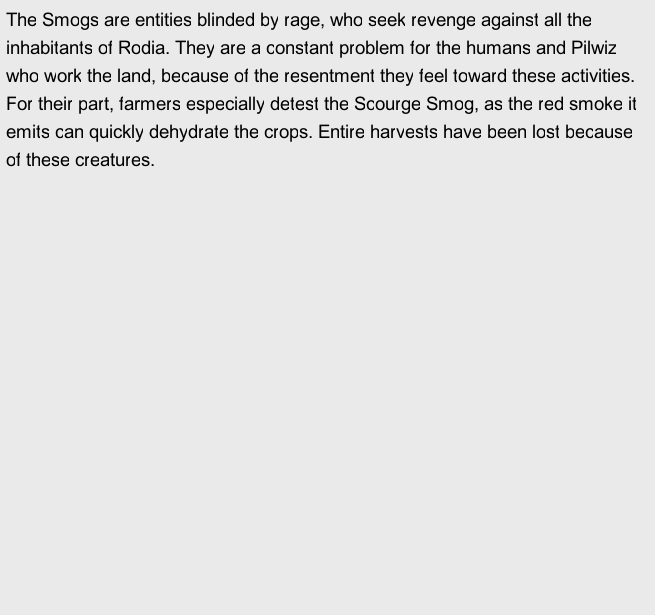 The Smogs are entities blinded by rage, who seek revenge against all the
inhabitants of Rodia. They are a constant problem for the humans and Pilwiz
who work the land, because of the resentment they feel toward these activities.
For their part, farmers especially detest the Scourge Smog, as the red smoke it
emits can quickly dehydrate the crops. Entire harvests have been lost because
of these creatures.